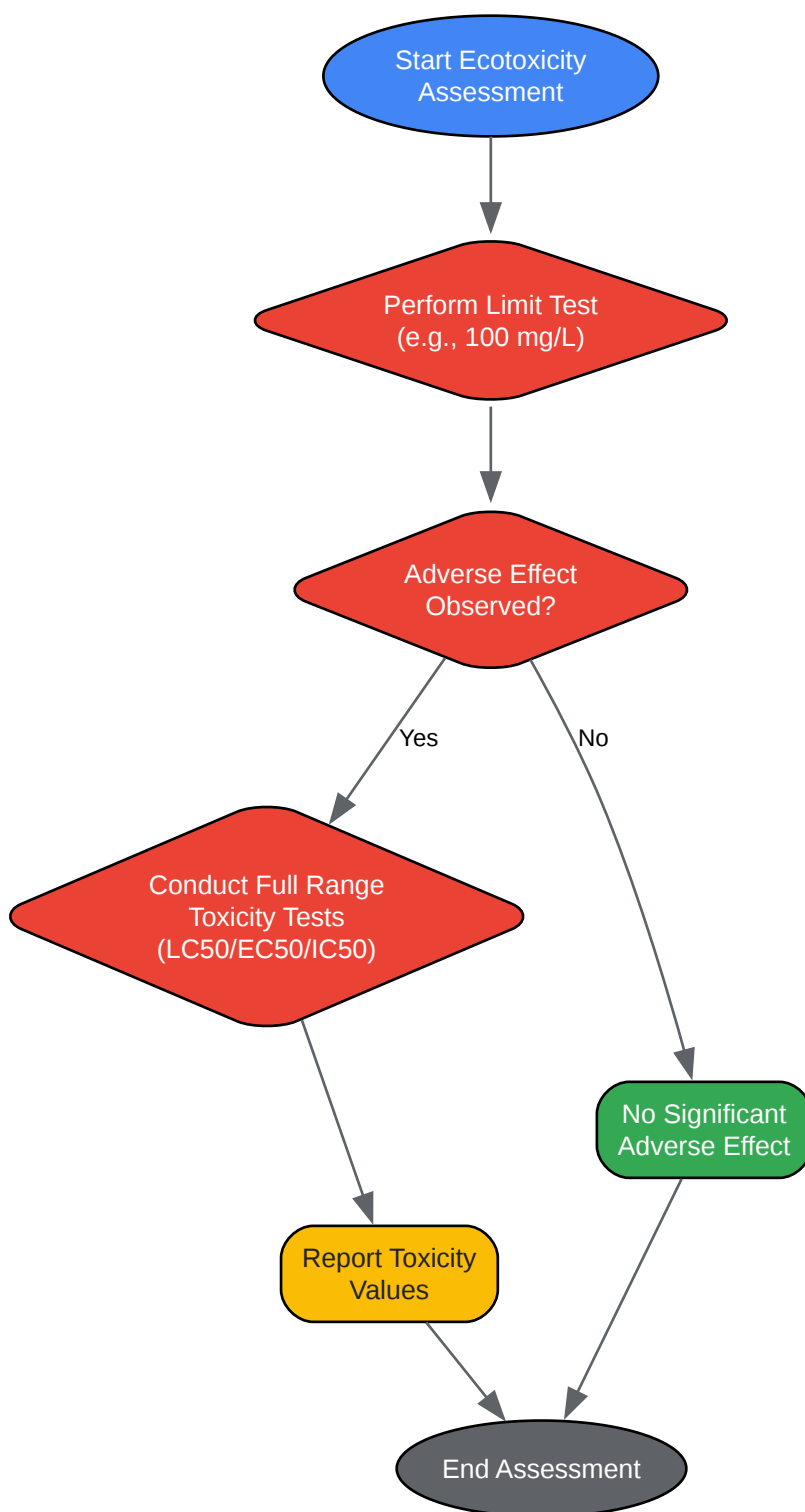 Start Ecotoxicity
Assessment
Perform Limit Test
(e.g., 100 mg/L)
Adverse Effect
Observed?
Yes
No
Conduct Full Range
Toxicity Tests
(LC50/EC50/IC50)
No Significant
Adverse Effect
Report Toxicity
Values
End Assessment